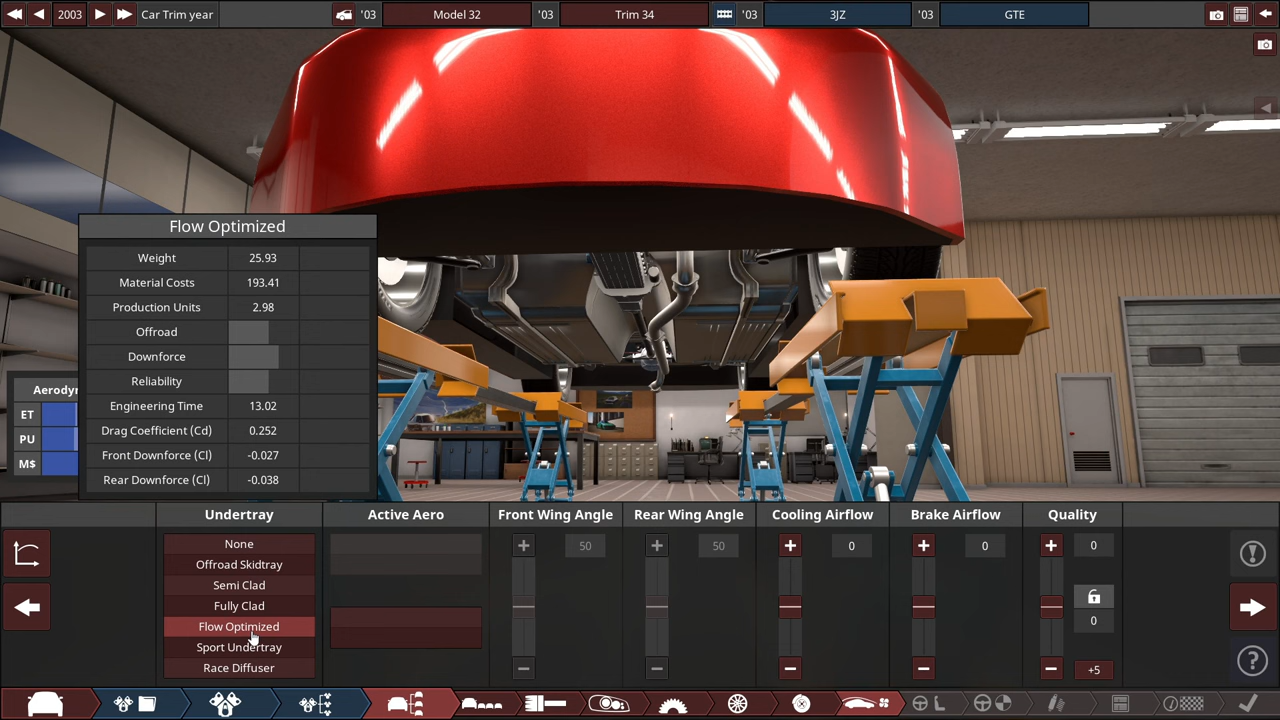 2003 Car Trim year '03 Model 32 '03 Trim 34 '03 3JZ '03 GTE
Flow Optimized
Weight 25.93
Material Costs 193.41
Production Units 2.98
Offroad
Downforce
Reliability
Engineering Time 13.02
Drag Coefficient (Cd) 0.252
Front Downforce (Cl) -0.027
Rear Downforce (Cl) -0.038
Aerodyn
ET
PU
M$
Undertray Active Aero Front Wing Angle Rear Wing Angle Cooling Airflow Brake Airflow Quality
None
Offroad Skidtray
Semi Clad
Fully Clad
Flow Optimized
Sport Undertray
Race Diffuser
50 50 0 0 0
0
+5